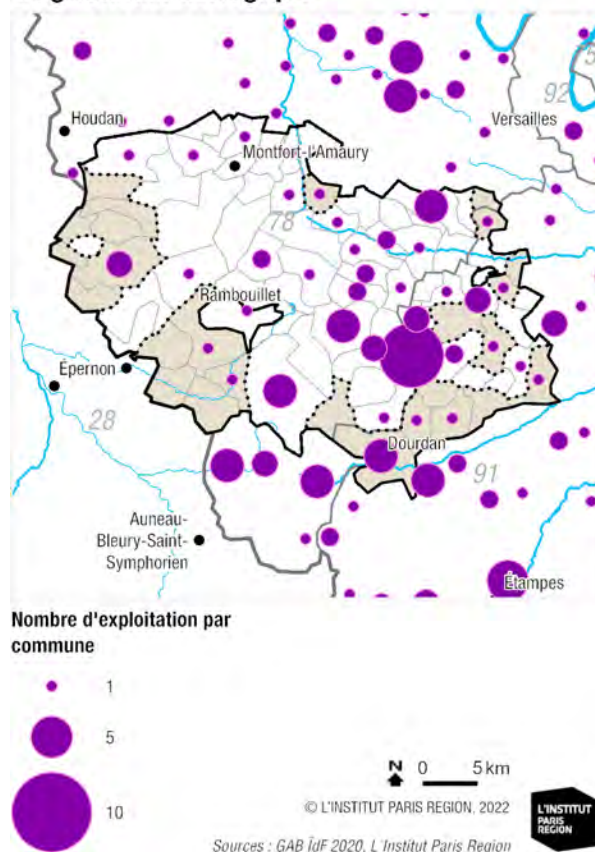 Houdan
Montfort-l'Amaury
Versailles
92
78
Rambouillet
Épernon
28
Dourdan
91
Auneau-
Bleury-Saint-
Symphorien
Étampes
Nombre d'exploitation par
commune
1
5
10
N 0 5 km
© L'INSTITUT PARIS REGION, 2022
L'INSTITUT
PARIS
REGION
Sources : GAB ÎdF 2020, L'Institut Paris Region